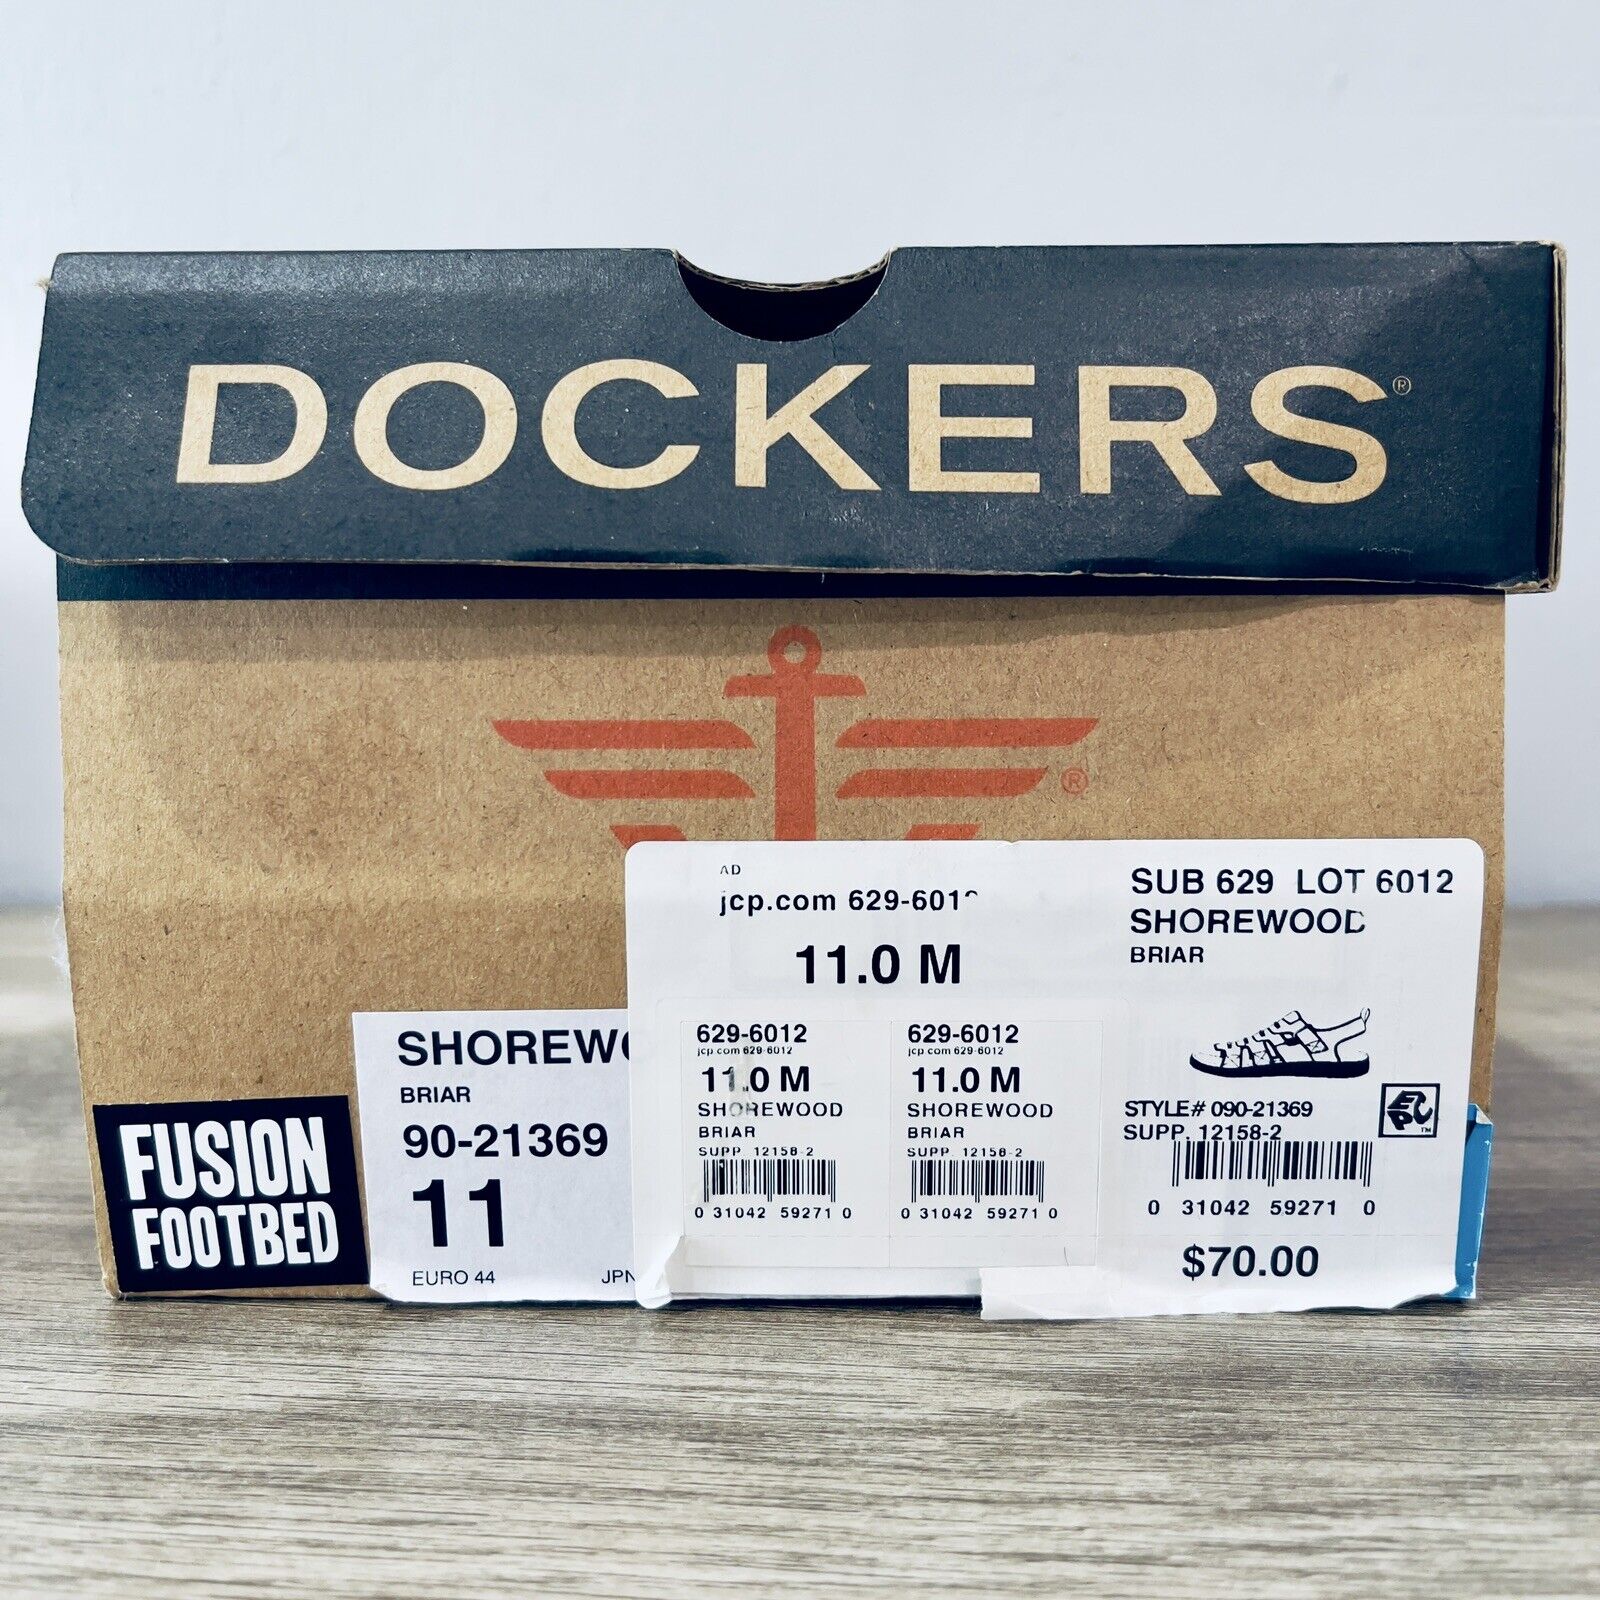 DOCKERS®
®
AD
jcp.com 629-601
11.0 M
SUB 629 LOT 6012
SHOREWOOD
BRIAR
629-6012
jcp.com 629-6012
11.0 M
SHOREWOOD
BRIAR
SUPP. 12158-2
0 31042 59271 0
629-6012
jcp.com 629-6012
11.0 M
SHOREWOOD
BRIAR
SUPP. 12158-2
0 31042 59271 0
STYLE# 090-21369
SUPP. 12158-2
EPC™
0 31042 59271 0
$70.00
SHOREW
BRIAR
90-21369
11
EURO 44
JPN
FUSION
FOOTBED